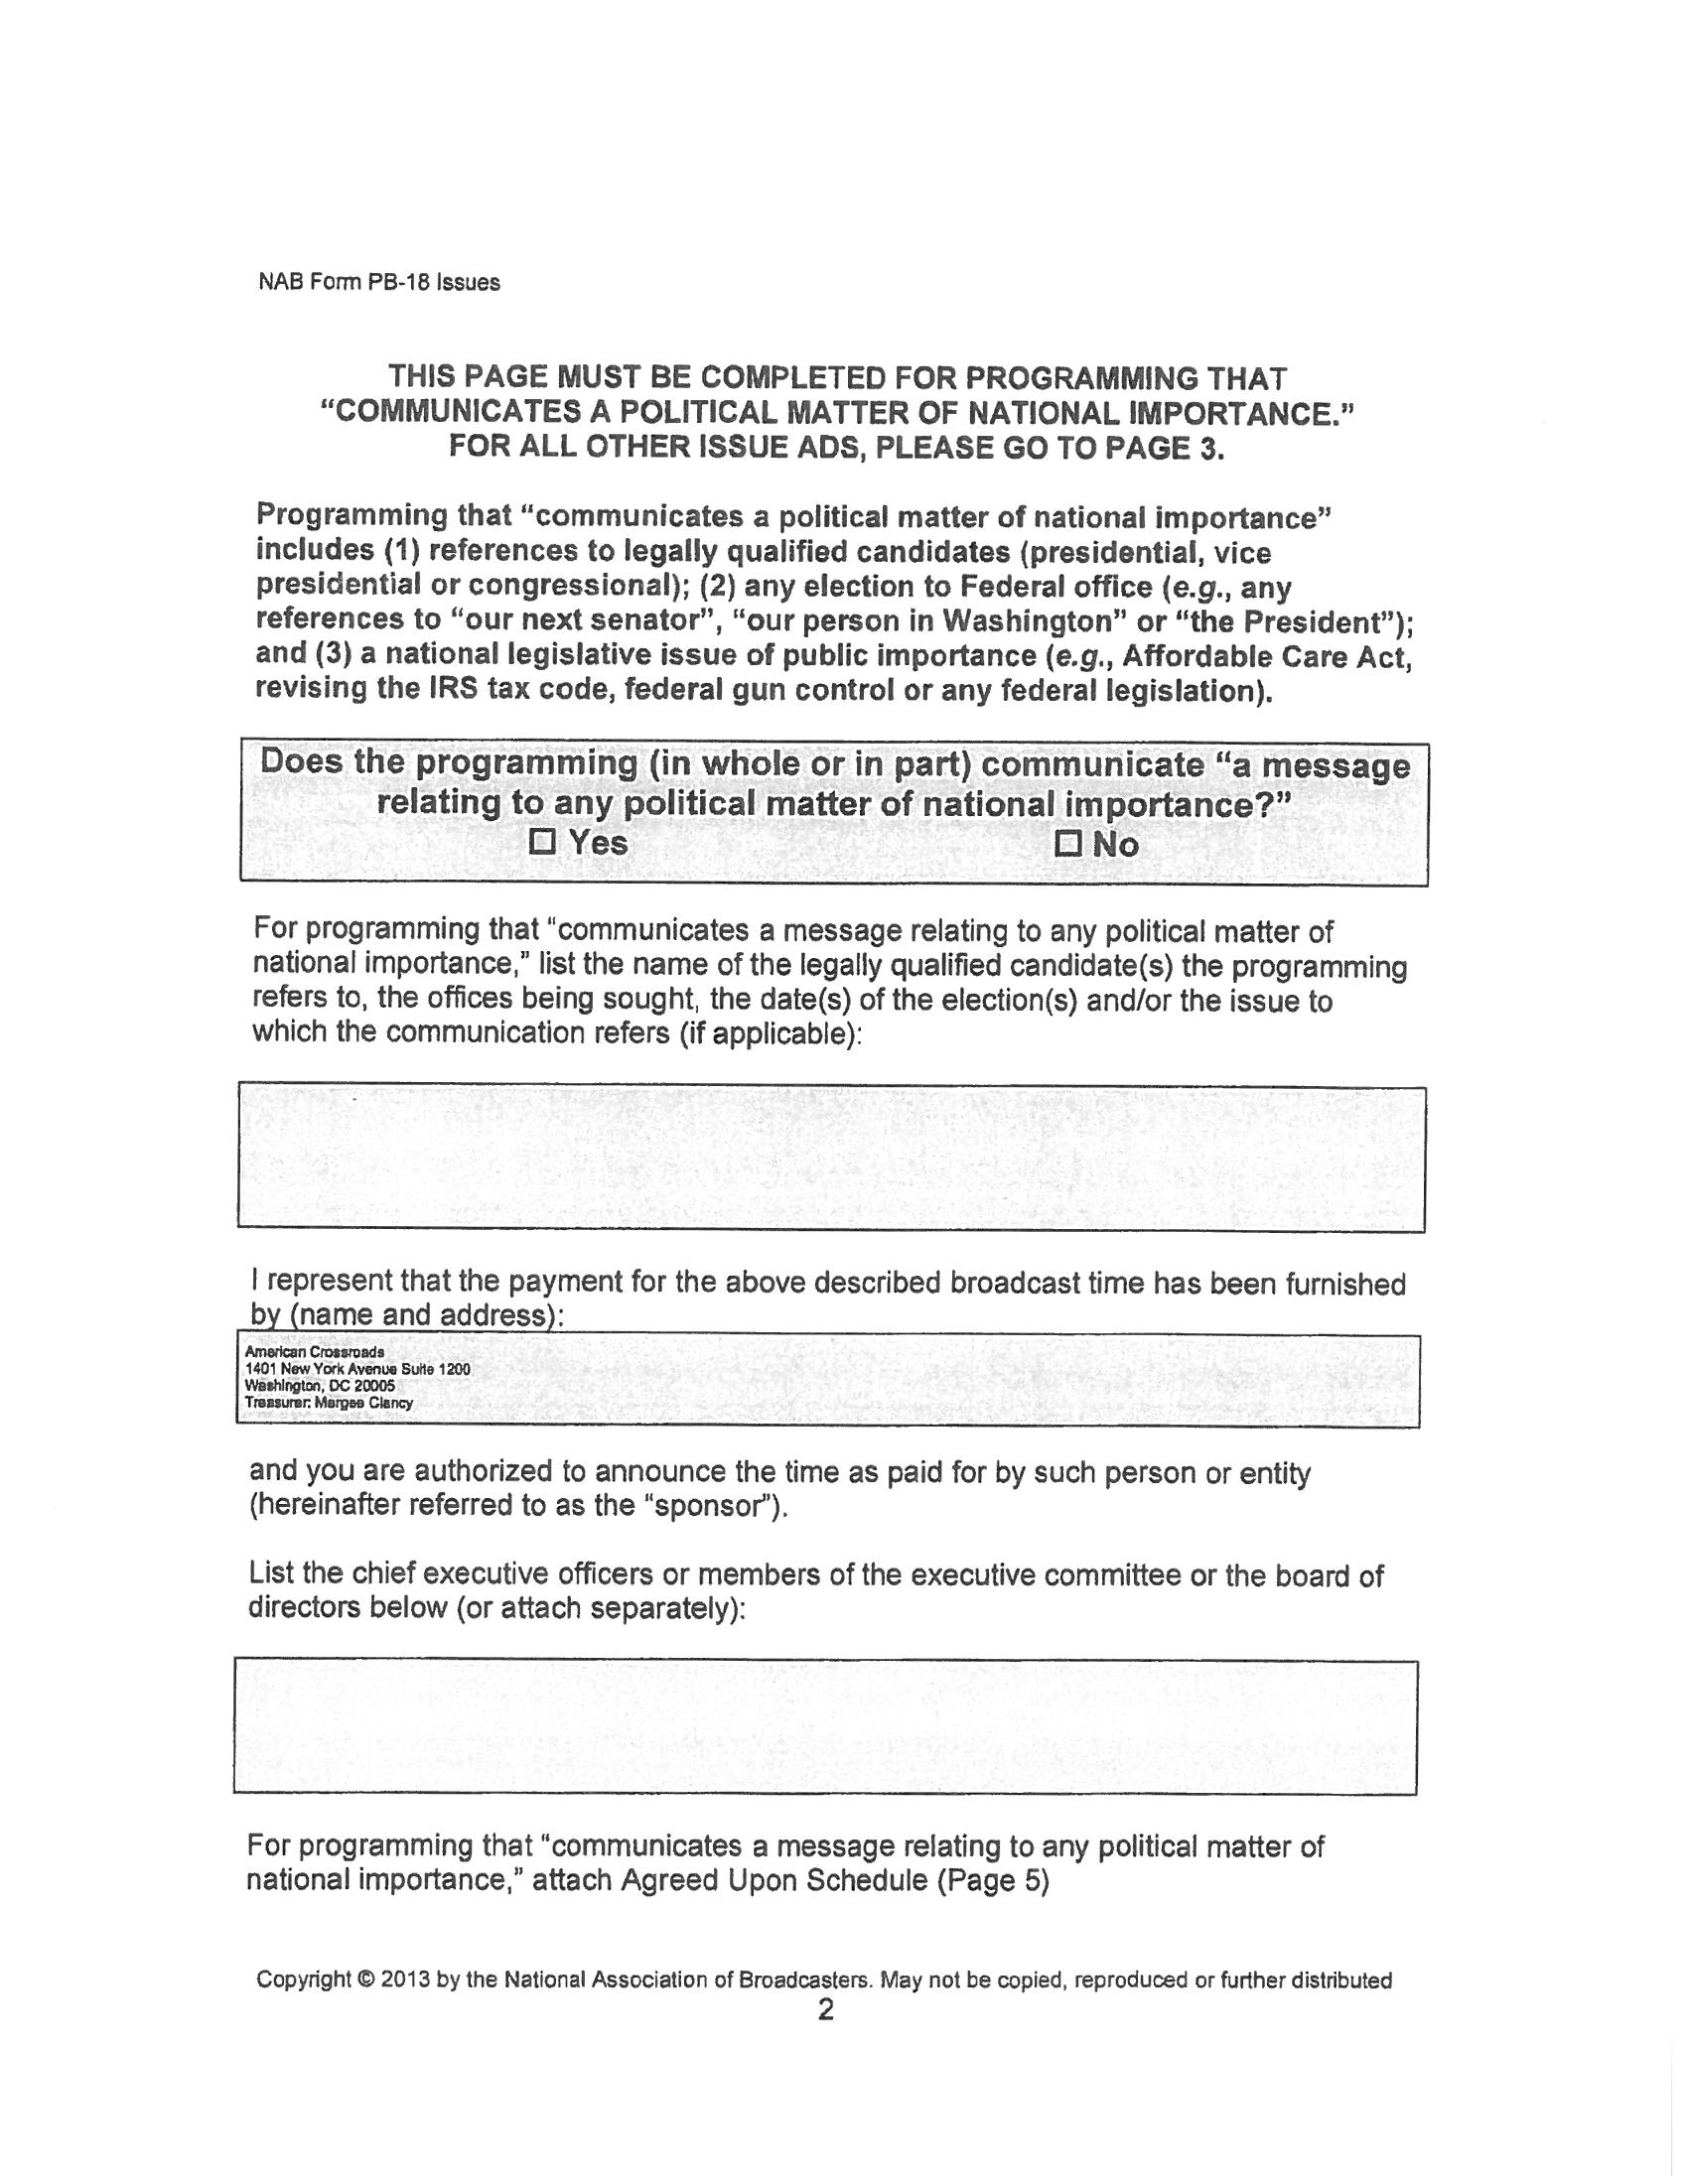 NAB Form PB-18 Issues
THIS PAGE MUST BE COMPLETED FOR PROGRAMMING THAT
“COMMUNICATES A POLITICAL MATTER OF NATIONAL IMPORTANCE.”
FOR ALL OTHER ISSUE ADS, PLEASE GO TO PAGE 3.
Programming that “communicates a political matter of national importance”
includes (1) references to legally qualified candidates (presidential, vice
presidential or congressional); (2) any election to Federal office (e.g., any
references to “our next senator”, “our person in Washington” or “the President”);
and (3) a national legislative issue of public importance (e.g., Affordable Care Act,
revising the IRS tax code, federal gun control or any federal legislation).
Does the programming (in whole or in part) communicate “a message
relating to any political matter of national importance?”
☐ Yes ☐ No
For programming that “communicates a message relating to any political matter of
national importance,” list the name of the legally qualified candidate(s) the programming
refers to, the offices being sought, the date(s) of the election(s) and/or the issue to
which the communication refers (if applicable):
I represent that the payment for the above described broadcast time has been furnished
by (name and address):
American Crossroads
1401 New York Avenue Suite 1200
Washington, DC 20005
Treasurer: Margee Clancy
and you are authorized to announce the time as paid for by such person or entity
(hereinafter referred to as the “sponsor”).
List the chief executive officers or members of the executive committee or the board of
directors below (or attach separately):
For programming that “communicates a message relating to any political matter of
national importance,” attach Agreed Upon Schedule (Page 5)
Copyright © 2013 by the National Association of Broadcasters. May not be copied, reproduced or further distributed
2